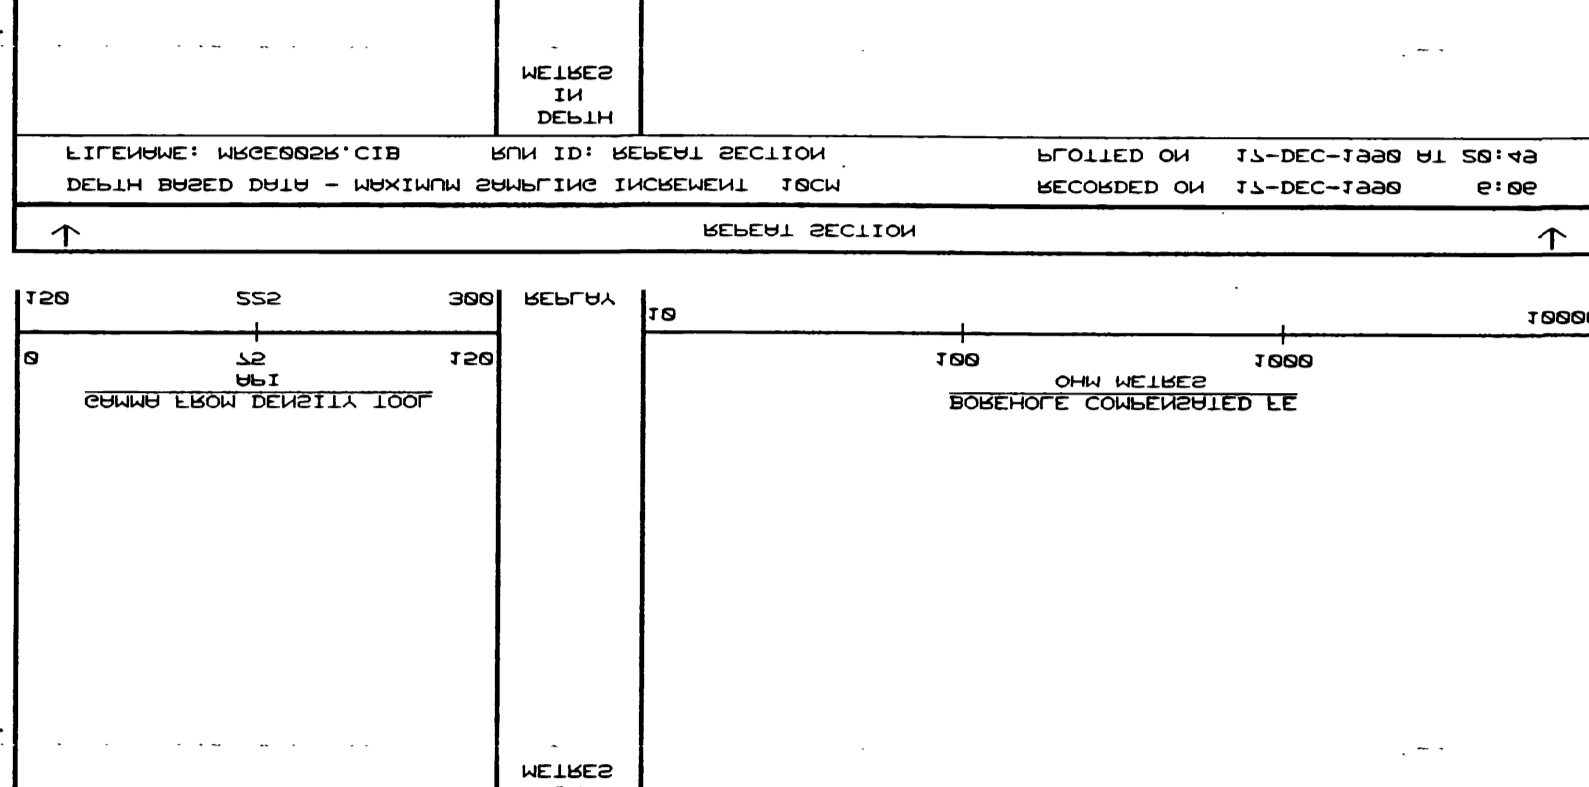 METRES
GAMMA FROM DENSITY TOOL
API
0 75 150
150 225 300
BOREHOLE COMPENSATED FE
OHM METRES
100 1000
10 10000
REPLAY
REPEAT SECTION
DEPTH BASED DATA - MAXIMUM SAMPLING INCREMENT 10CM RECORDED ON 17-DEC-1990 6:06
FILENAME: MRGE002R.CIB RUN ID: REPEAT SECTION PLOTTED ON 17-DEC-1990 AT 20:49
DEPTH
IN
METRES